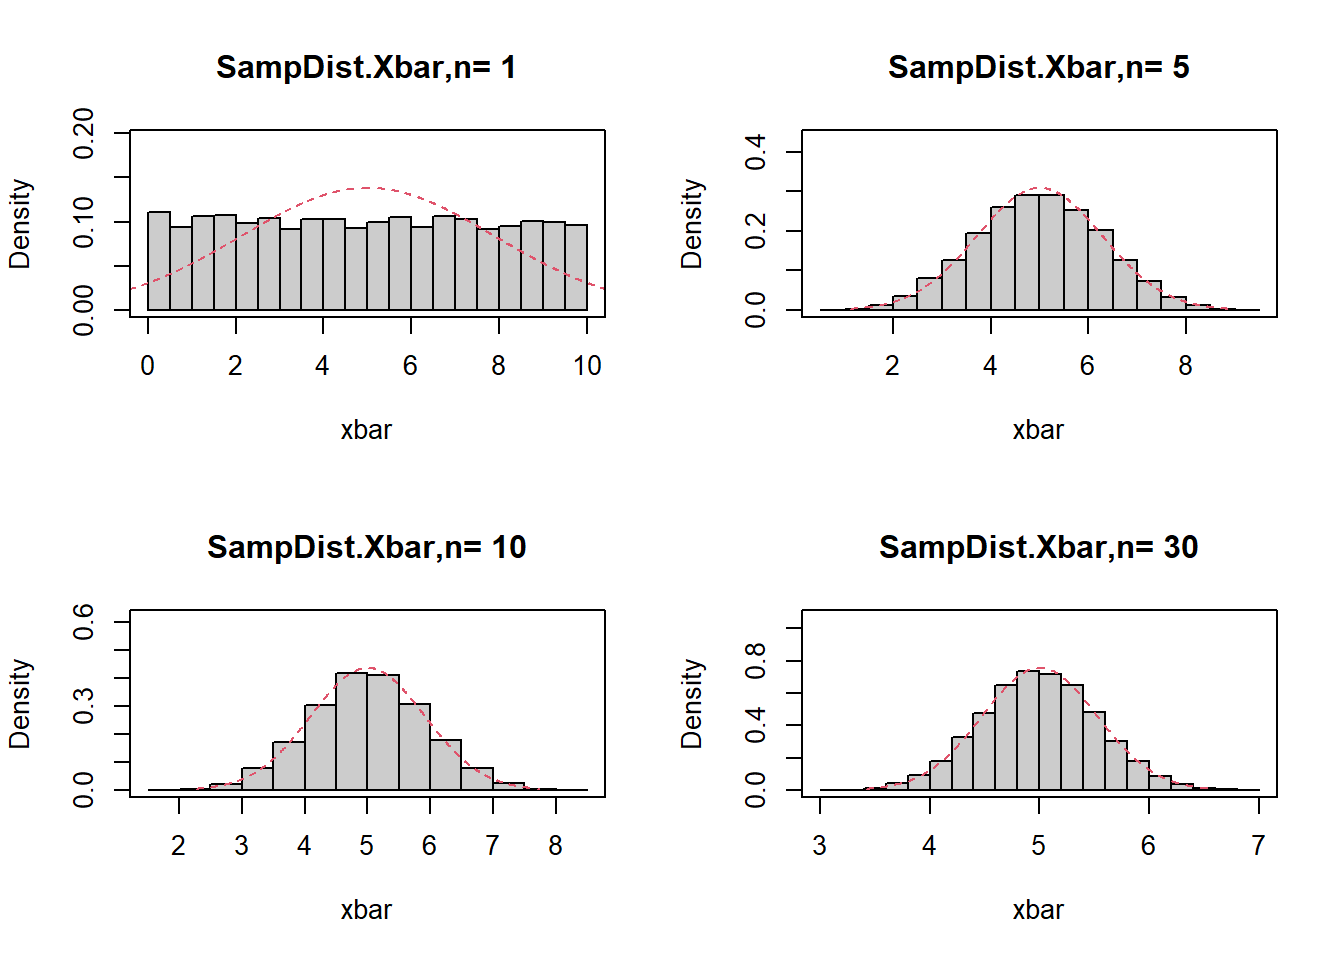 SampDist.Xbar,n= 1
Density
0.00 0.10 0.20
0 2 4 6 8 10
xbar
SampDist.Xbar,n= 5
Density
0.0 0.2 0.4
2 4 6 8
xbar
SampDist.Xbar,n= 10
Density
0.0 0.3 0.6
2 3 4 5 6 7 8
xbar
SampDist.Xbar,n= 30
Density
0.0 0.4 0.8
3 4 5 6 7
xbar